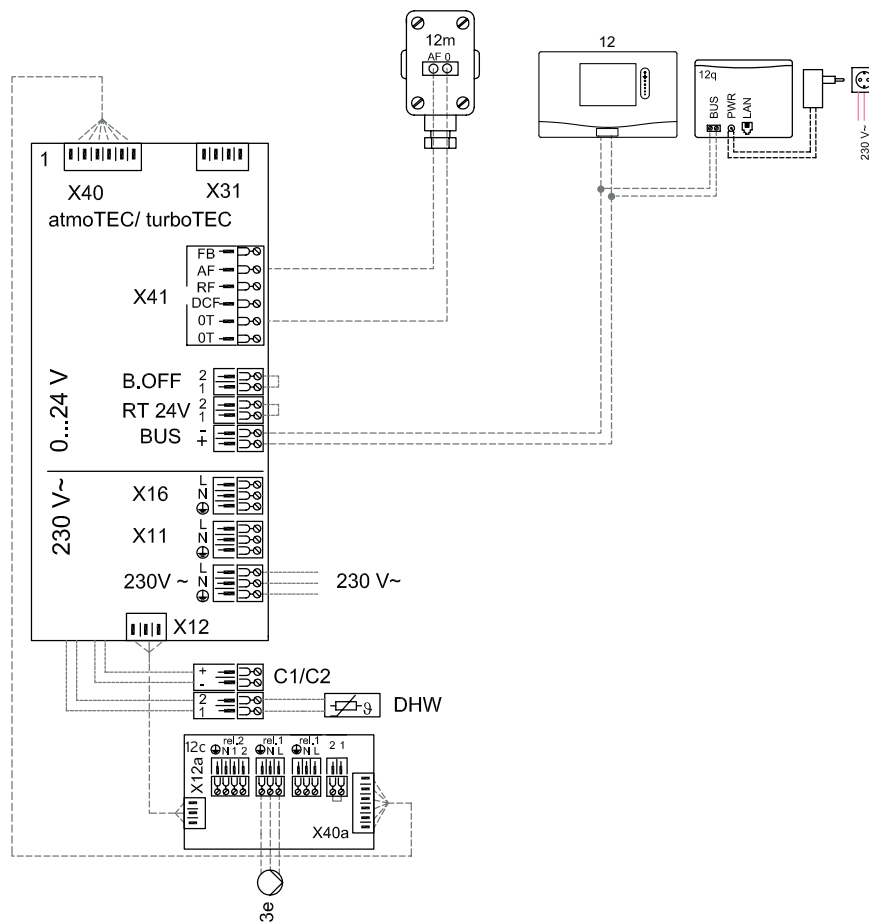 12m
AF 0
12
12q
BUS
PWR
LAN
230 V~
1
X40
X31
atmoTEC/ turboTEC
X41
FB
AF
RF
DCF
0T
0T
0...24 V
B.OFF 2
1
RT 24V 2
1
BUS -
+
230 V~
X16 L
N
X11 L
N
230V ~ L
N
230 V~
X12
+
-
C1/C2
2
1
ϑ
DHW
12c
rel.2
N 1 2
rel.1
N L
rel.1
N L
2 1
X12a
X40a
3e